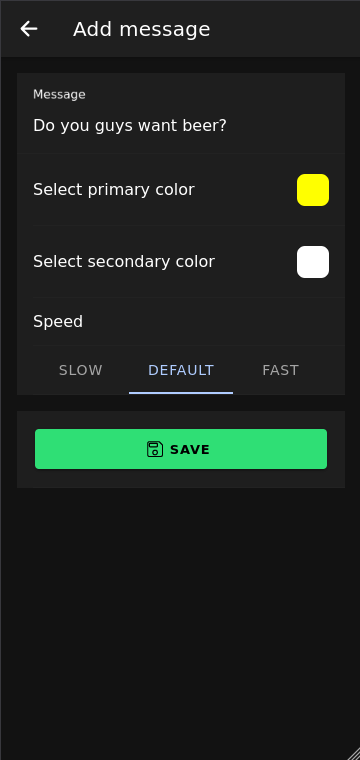 Add message
Message
Do you guys want beer?
Select primary color
Select secondary color
Speed
SLOW DEFAULT FAST
SAVE